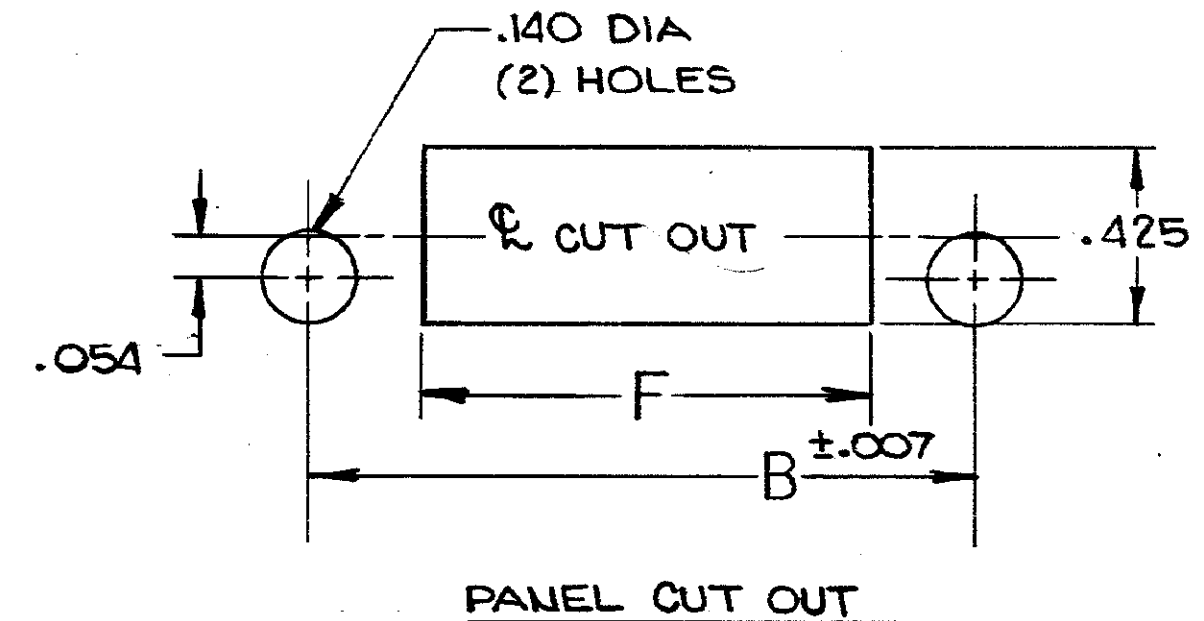 .140 DIA
(2) HOLES
℄ CUT OUT
.425
.054
F
B ±.007
PANEL CUT OUT